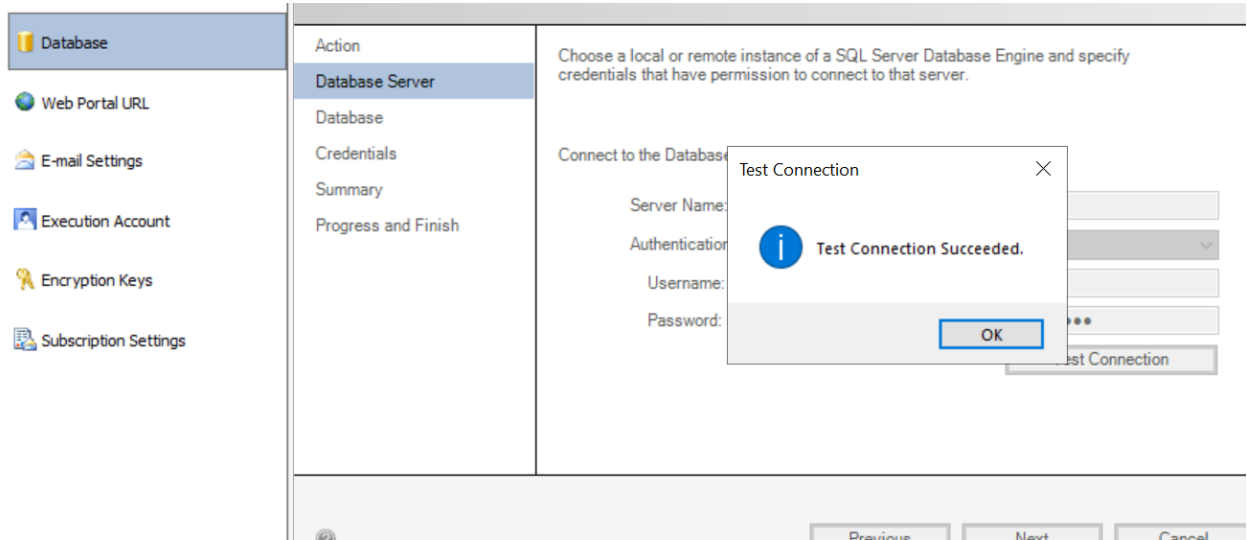 Database
Web Portal URL
E-mail Settings
Execution Account
Encryption Keys
Subscription Settings
Action
Database Server
Database
Credentials
Summary
Progress and Finish
Choose a local or remote instance of a SQL Server Database Engine and specify
credentials that have permission to connect to that server.
Connect to the Database
Server Name:
Authentication
Username:
Password:
Test Connection
Test Connection Succeeded.
OK
est Connection
Previous
Next
Cancel